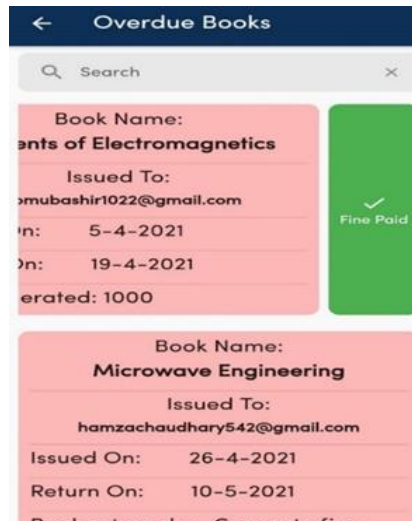 Overdue Books
Search
Book Name:
ents of Electromagnetics
Issued To:
omubashir1022@gmail.com
n: 5-4-2021
On: 19-4-2021
erated: 1000
Fine Paid
Book Name:
Microwave Engineering
Issued To:
hamzachaudhary542@gmail.com
Issued On: 26-4-2021
Return On: 10-5-2021